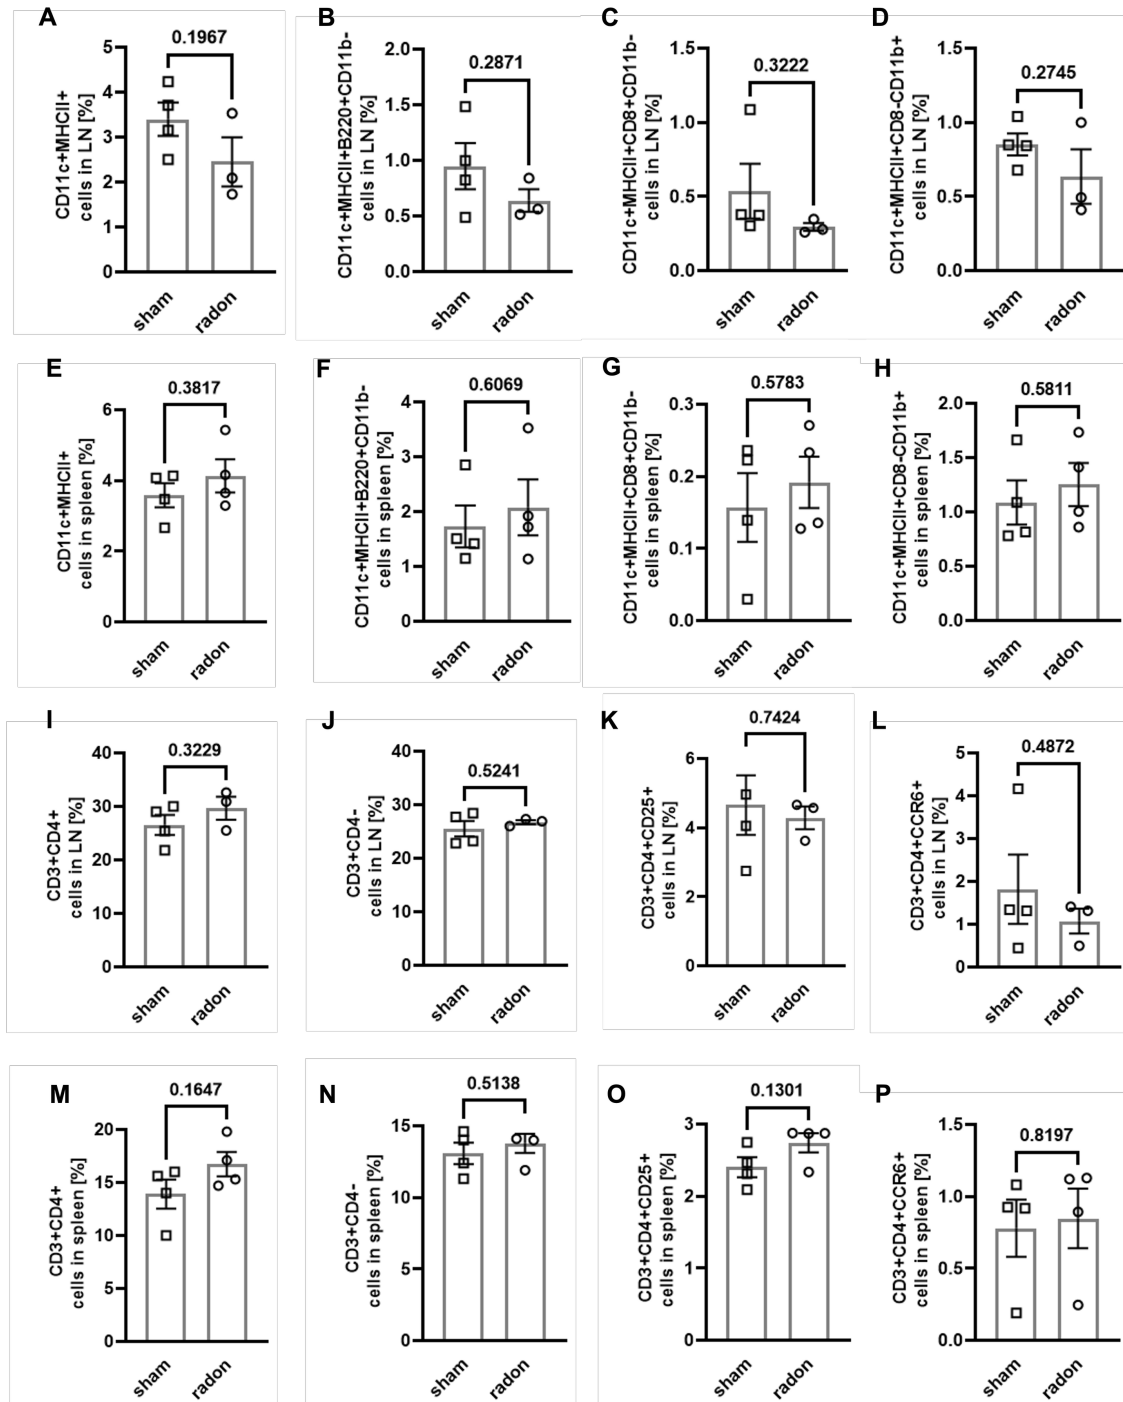 A
0.1967
CD11c+MHCII+
cells in LN [%]
5
4
3
2
1
0
sham
radon
B
0.2871
CD11c+MHCII+B220+CD11b-
cells in LN [%]
2.0
1.5
1.0
0.5
0.0
sham
radon
C
0.3222
CD11c+MHCII+CD8+CD11b-
cells in LN [%]
1.5
1.0
0.5
0.0
sham
radon
D
0.2745
CD11c+MHCII+CD8-CD11b+
cells in LN [%]
1.5
1.0
0.5
0.0
sham
radon
E
0.3817
CD11c+MHCII+
cells in spleen [%]
6
4
2
0
sham
radon
F
0.6069
CD11c+MHCII+B220+CD11b-
cells in spleen [%]
4
3
2
1
0
sham
radon
G
0.5783
CD11c+MHCII+CD8+CD11b-
cells in spleen [%]
0.3
0.2
0.1
0.0
sham
radon
H
0.5811
CD11c+MHCII+CD8-CD11b+
cells in spleen [%]
2.0
1.5
1.0
0.5
0.0
sham
radon
I
0.3229
CD3+CD4+
cells in LN [%]
40
30
20
10
0
sham
radon
J
0.5241
CD3+CD4-
cells in LN [%]
40
30
20
10
0
sham
radon
K
0.7424
CD3+CD4+CD25+
cells in LN [%]
6
4
2
0
sham
radon
L
0.4872
CD3+CD4+CCR6+
cells in LN [%]
5
4
3
2
1
0
sham
radon
M
0.1647
CD3+CD4+
cells in spleen [%]
20
15
10
5
0
sham
radon
N
0.5138
CD3+CD4-
cells in spleen [%]
15
10
5
0
sham
radon
O
0.1301
CD3+CD4+CD25+
cells in spleen [%]
3
2
1
0
sham
radon
P
0.8197
CD3+CD4+CCR6+
cells in spleen [%]
1.5
1.0
0.5
0.0
sham
radon